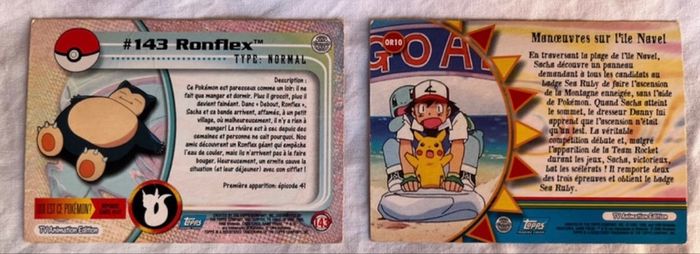 #143 Ronflex™
TYPE: NORMAL
Description:
Ce Pokémon est paresseux comme un loir: il ne
fait que manger et dormir. Plus il grossit, plus il
devient fainéant. Dans « Debout, Ronflex »,
Sacha et sa bande arrivent, affamés, à un petit
village, où, malheureusement, il n'y a rien à
manger! La rivière est à sec depuis des
semaines et personne ne sait pourquoi. Nos
amis découvrent un Ronflex géant qui empêche
l'eau de couler, mais ils n'arrivent pas à le faire
bouger. Heureusement, un ermite sauve la
situation (et leur déjeuner) avec son sifflet!
Première apparition: épisode 41
QUI EST CE POKÉMON?
TV Animation Edition
TOPPS
143
OR10
GOAL
Manœuvres sur l'île Navel
En traversant la plage de l'île Navel,
Sacha découvre un panneau
demandant à tous les candidats au
badge Sea Ruby de faire l'ascension
de la Montagne enneigée, sans l'aide
de Pokémon. Quand Sacha atteint
le sommet, le dresseur Danny lui
apprend que l'ascension n'était
qu'un test. La véritable
compétition débute et, malgré
l'apparition de la Team Rocket
durant les jeux, Sacha, victorieux,
bat les scélérats! Il remporte deux
des trois épreuves et obtient le badge
Sea Ruby.
TV Animation Edition
TOPPS